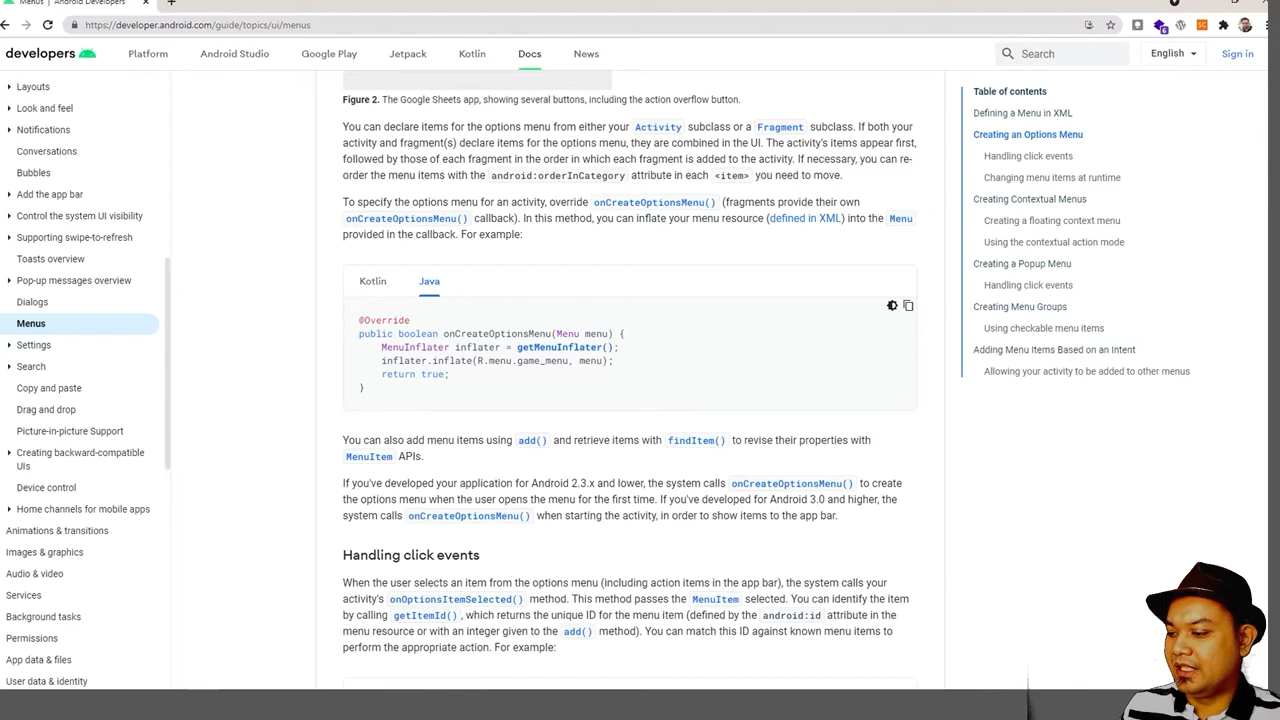 Menus | Android Developers
https://developer.android.com/guide/topics/ui/menus
6
SC
developers
Platform
Android Studio
Google Play
Jetpack
Kotlin
Docs
News
Search
English
Sign in
Layouts
Look and feel
Notifications
Conversations
Bubbles
Add the app bar
Control the system UI visibility
Supporting swipe-to-refresh
Toasts overview
Pop-up messages overview
Dialogs
Menus
Settings
Search
Copy and paste
Drag and drop
Picture-in-picture Support
Creating backward-compatible
UIs
Device control
Home channels for mobile apps
Animations & transitions
Images & graphics
Audio & video
Services
Background tasks
Permissions
App data & files
User data & identity
Figure 2. The Google Sheets app, showing several buttons, including the action overflow button.
You can declare items for the options menu from either your Activity subclass or a Fragment subclass. If both your
activity and fragment(s) declare items for the options menu, they are combined in the UI. The activity's items appear first,
followed by those of each fragment in the order in which each fragment is added to the activity. If necessary, you can re-
order the menu items with the android:orderInCategory attribute in each <item> you need to move.
To specify the options menu for an activity, override onCreateOptionsMenu() (fragments provide their own
onCreateOptionsMenu() callback). In this method, you can inflate your menu resource (defined in XML) into the Menu
provided in the callback. For example:
Kotlin
Java
@Override
public boolean onCreateOptionsMenu(Menu menu) {
MenuInflater inflater = getMenuInflater();
inflater.inflate(R.menu.game_menu, menu);
return true;
}
You can also add menu items using add() and retrieve items with findItem() to revise their properties with
MenuItem APIs.
If you've developed your application for Android 2.3.x and lower, the system calls onCreateOptionsMenu() to create
the options menu when the user opens the menu for the first time. If you've developed for Android 3.0 and higher, the
system calls onCreateOptionsMenu() when starting the activity, in order to show items to the app bar.
Handling click events
When the user selects an item from the options menu (including action items in the app bar), the system calls your
activity's onOptionsItemSelected() method. This method passes the MenuItem selected. You can identify the item
by calling getItemId(), which returns the unique ID for the menu item (defined by the android:id attribute in the
menu resource or with an integer given to the add() method). You can match this ID against known menu items to
perform the appropriate action. For example:
Table of contents
Defining a Menu in XML
Creating an Options Menu
Handling click events
Changing menu items at runtime
Creating Contextual Menus
Creating a floating context menu
Using the contextual action mode
Creating a Popup Menu
Handling click events
Creating Menu Groups
Using checkable menu items
Adding Menu Items Based on an Intent
Allowing your activity to be added to other menus